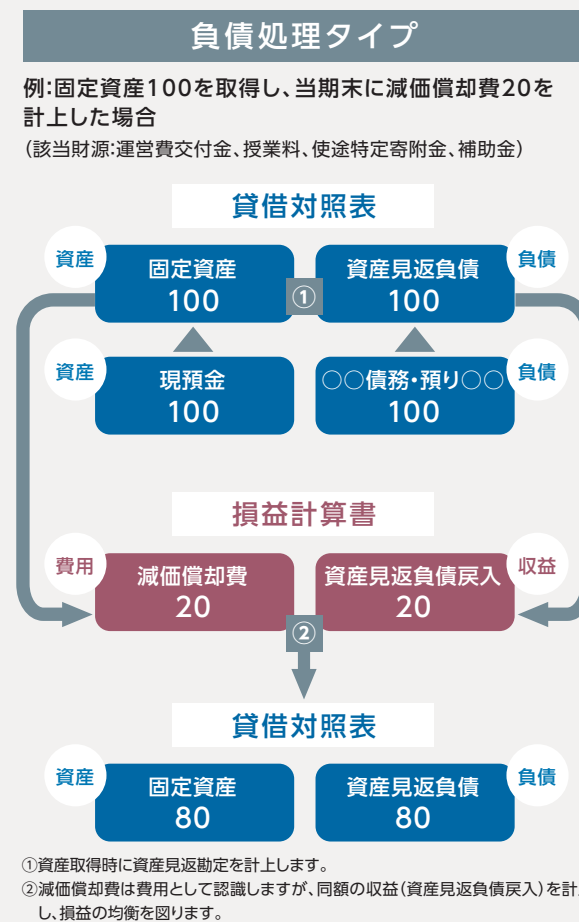 負債処理タイプ
例:固定資産100を取得し、当期末に減価償却費20を
計上した場合
(該当財源:運営費交付金、授業料、使途特定寄附金、補助金)
貸借対照表
資産 固定資産 100 ① 資産見返負債 100 負債
資産 現預金 100 ○○債務・預り○○ 100 負債
損益計算書
費用 減価償却費 20 ② 資産見返負債戻入 20 収益
貸借対照表
資産 固定資産 80 資産見返負債 80 負債
①資産取得時に資産見返勘定を計上します。
②減価償却費は費用として認識しますが、同額の収益(資産見返負債戻入)を計
し、損益の均衡を図ります。